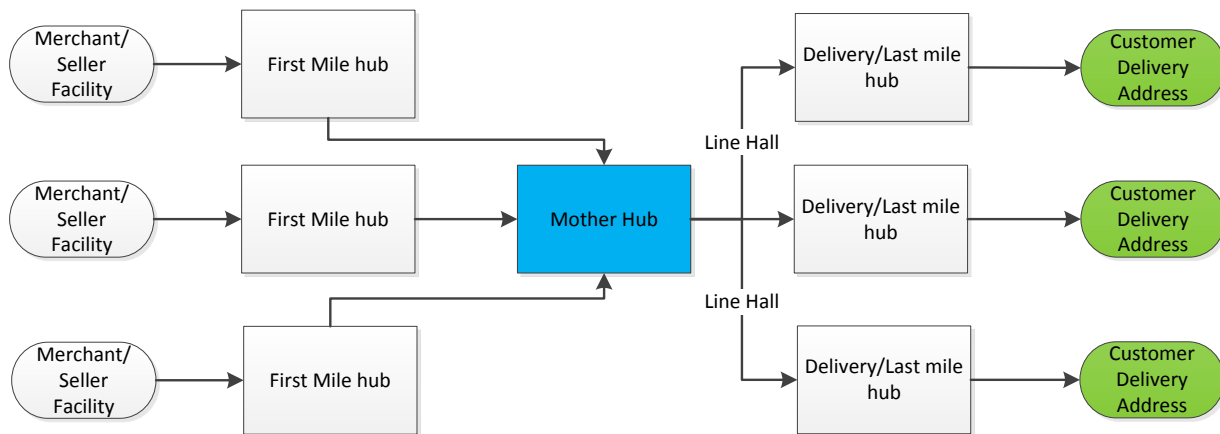 Merchant/
Seller
Facility
First Mile hub
Delivery/Last mile
hub
Customer
Delivery
Address
Line Hall
Merchant/
Seller
Facility
First Mile hub
Mother Hub
Delivery/Last mile
hub
Customer
Delivery
Address
Line Hall
Merchant/
Seller
Facility
First Mile hub
Delivery/Last mile
hub
Customer
Delivery
Address